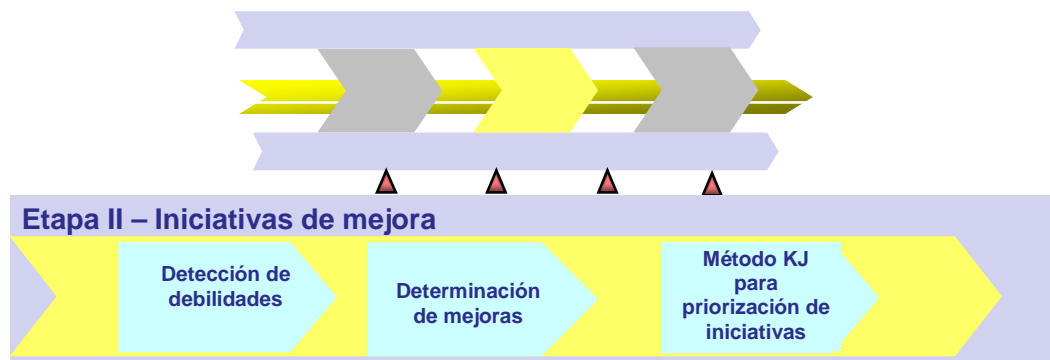 Etapa II – Iniciativas de mejora
Detección de
debilidades
Determinación
de mejoras
Método KJ
para
priorización de
iniciativas